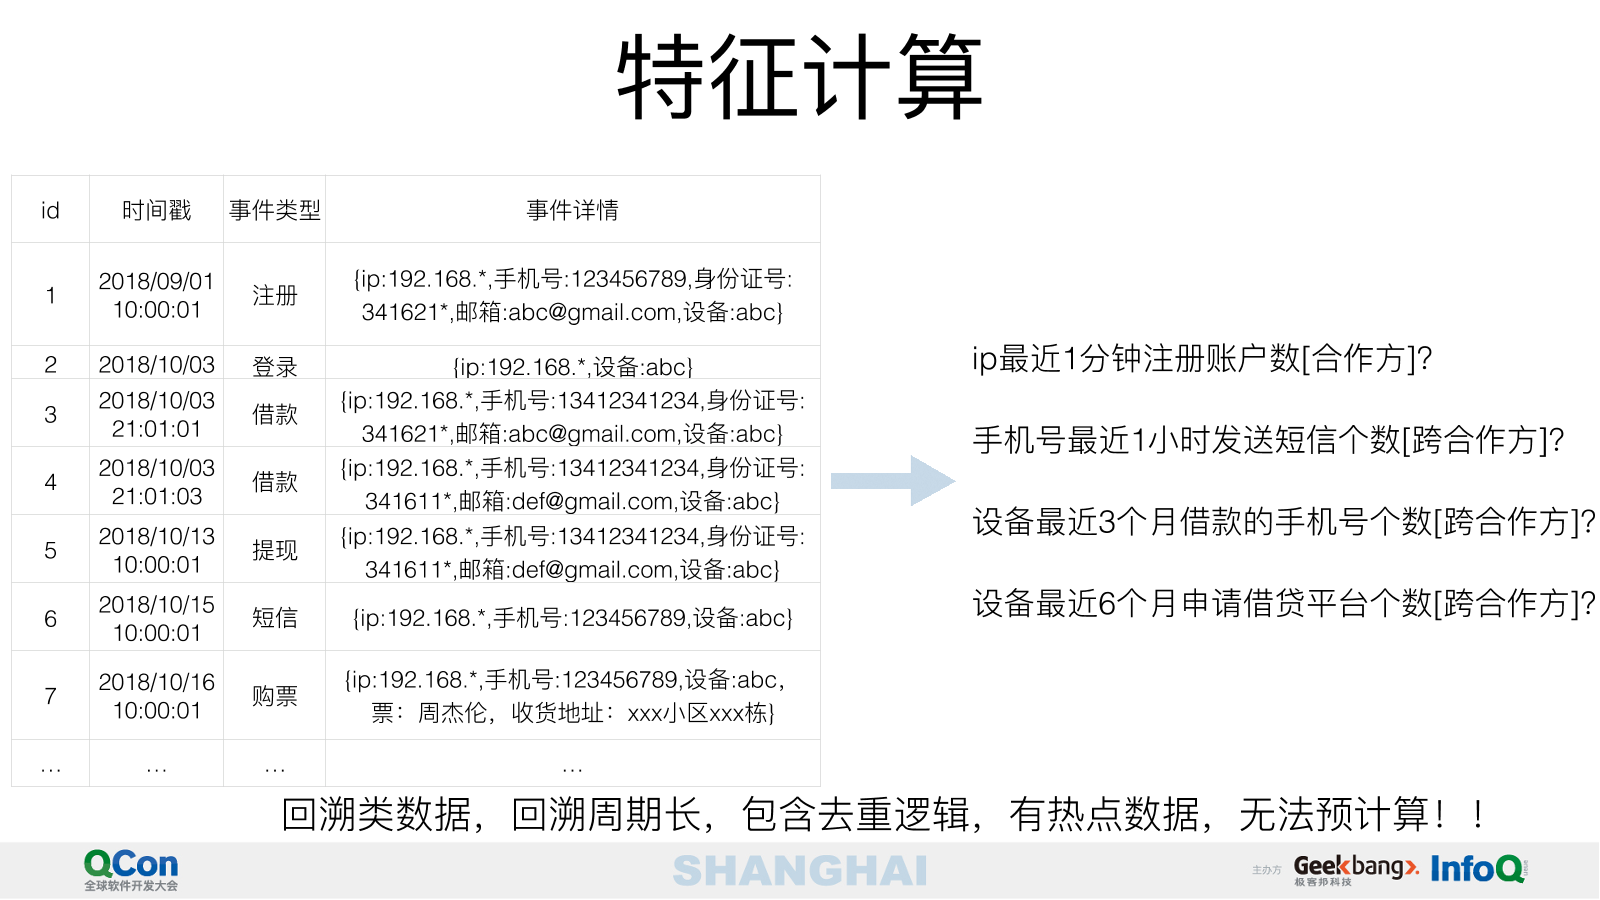 特征计算
id 时间戳 事件类型 事件详情
1 2018/09/01 10:00:01 注册 {ip:192.168.*,手机号:123456789,身份证号:
341621*,邮箱:abc@gmail.com,设备:abc}
2 2018/10/03 登录 {ip:192.168.*,设备:abc}
3 2018/10/03 21:01:01 借款 {ip:192.168.*,手机号:13412341234,身份证号:
341621*,邮箱:abc@gmail.com,设备:abc}
4 2018/10/03 21:01:03 借款 {ip:192.168.*,手机号:13412341234,身份证号:
341611*,邮箱:def@gmail.com,设备:abc}
5 2018/10/13 10:00:01 提现 {ip:192.168.*,手机号:13412341234,身份证号:
341611*,邮箱:def@gmail.com,设备:abc}
6 2018/10/15 10:00:01 短信 {ip:192.168.*,手机号:123456789,设备:abc}
7 2018/10/16 10:00:01 购票 {ip:192.168.*,手机号:123456789,设备:abc,
票：周杰伦，收货地址：xxx小区xxx栋}
… … … …
ip最近1分钟注册账户数[合作方]?
手机号最近1小时发送短信个数[跨合作方]?
设备最近3个月借款的手机号个数[跨合作方]?
设备最近6个月申请借贷平台个数[跨合作方]?
回溯类数据，回溯周期长，包含去重逻辑，有热点数据，无法预计算！！
QCon
全球软件开发大会
SHANGHAI
主办方
Geekbang
极客邦科技
InfoQ